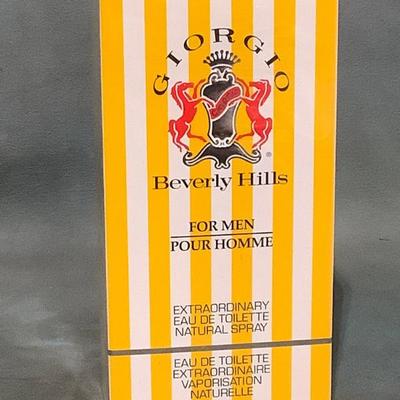 GIORGIO
®
Beverly Hills
FOR MEN
POUR HOMME
EXTRAORDINARY
EAU DE TOILETTE
NATURAL SPRAY
EAU DE TOILETTE
EXTRAORDINAIRE
VAPORISATION
NATURELLE